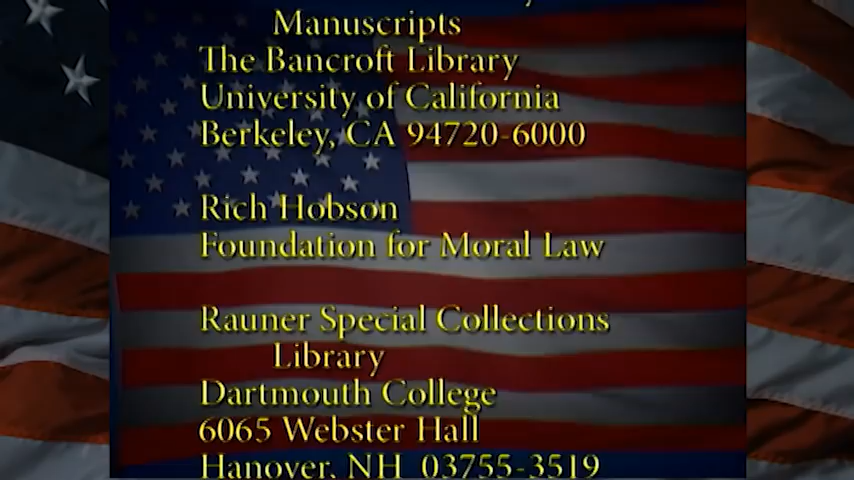 Manuscripts
The Bancroft Library
University of California
Berkeley, CA 94720-6000
Rich Hobson
Foundation for Moral Law
Rauner Special Collections
Library
Dartmouth College
6065 Webster Hall
Hanover, NH 03755-3519